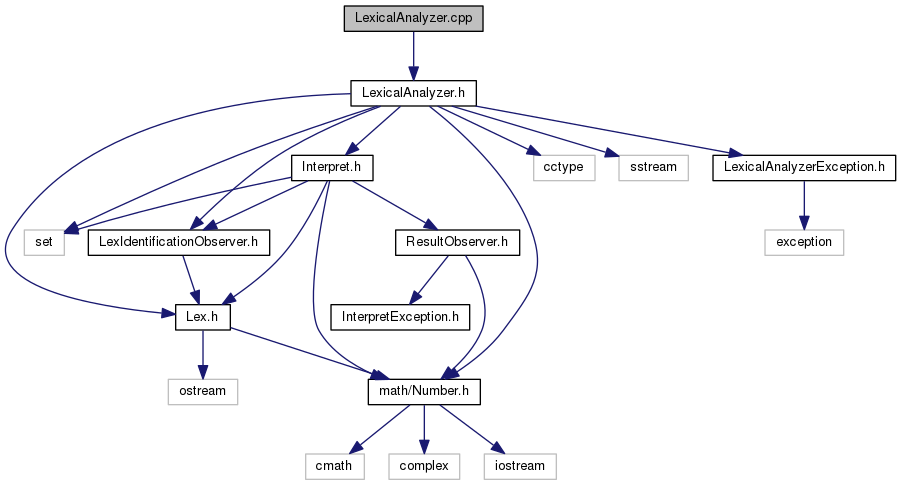 LexicalAnalyzer.cpp
LexicalAnalyzer.h
Interpret.h
cctype
sstream
LexicalAnalyzerException.h
set
LexIdentificationObserver.h
ResultObserver.h
exception
Lex.h
InterpretException.h
ostream
math/Number.h
cmath
complex
iostream